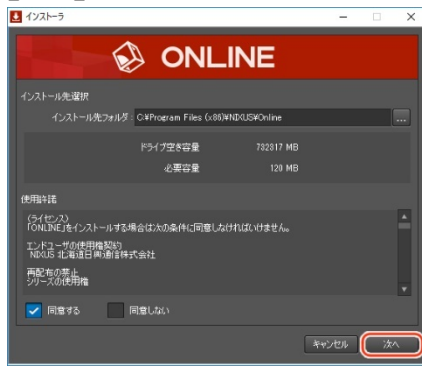 インストーラ
ONLINE
インストール先選択
インストール先フォルダ: C:¥Program Files (x86)¥NIXUS¥Online ...
ドライブ空き容量 732317 MB
必要容量 120 MB
使用許諾
(ライセンス)
「ONLINE」をインストールする場合は次の条件に同意しなければいけません。
エンドユーザの使用権契約
NIXUS 北海道日興通信株式会社
再配布の禁止
シリーズの使用権
同意する 同意しない
キャンセル 次へ